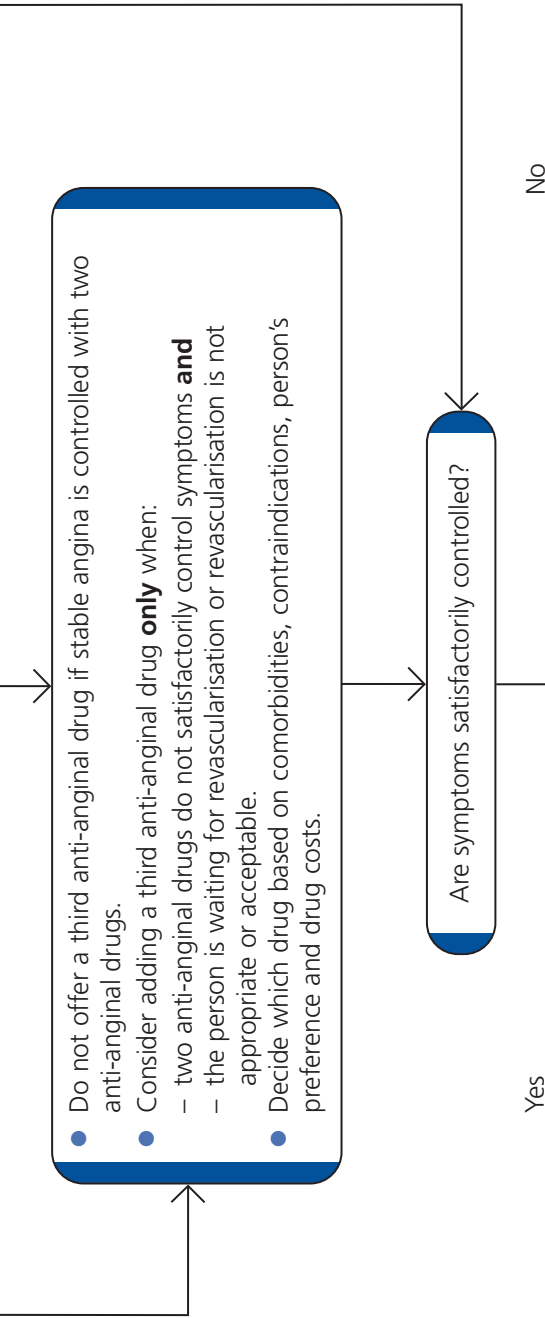 ● Do not offer a third anti-anginal drug if stable angina is controlled with two
anti-anginal drugs.
● Consider adding a third anti-anginal drug only when:
– two anti-anginal drugs do not satisfactorily control symptoms and
– the person is waiting for revascularisation or revascularisation is not
appropriate or acceptable.
● Decide which drug based on comorbidities, contraindications, person's
preference and drug costs.
Are symptoms satisfactorily controlled?
Yes
No